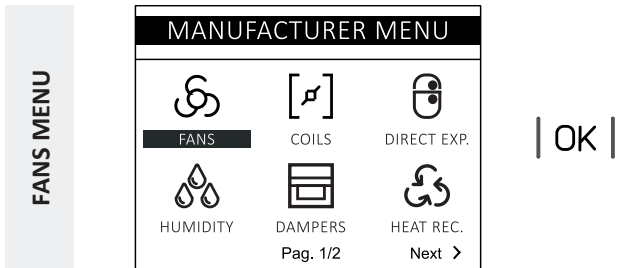 FANS MENU
MANUFACTURER MENU
FANS COILS DIRECT EXP.
HUMIDITY DAMPERS HEAT REC.
Pag. 1/2 Next >
OK